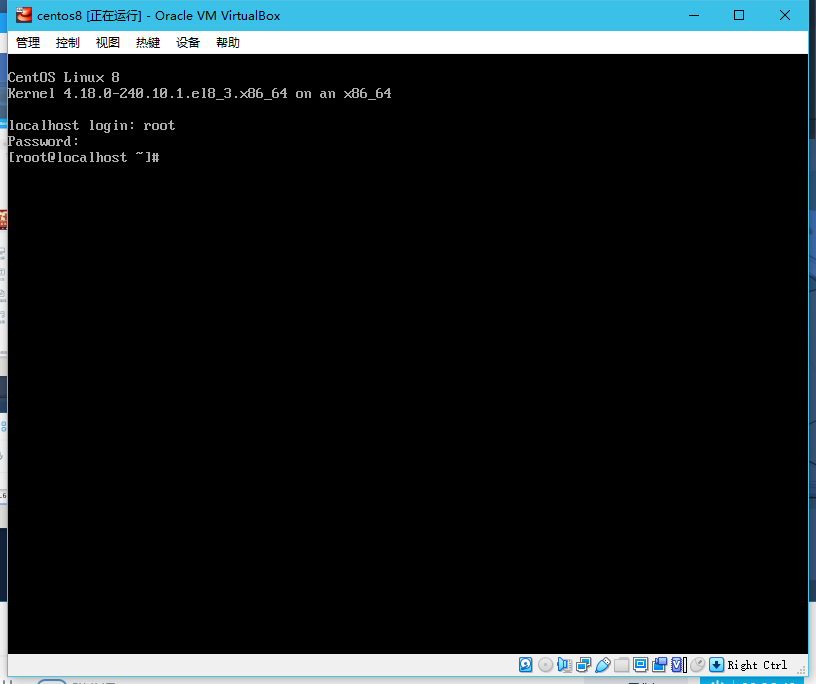 centos8 [正在运行] - Oracle VM VirtualBox
管理 控制 视图 热键 设备 帮助
CentOS Linux 8
Kernel 4.18.0-240.10.1.el8_3.x86_64 on an x86_64
localhost login: root
Password:
[root@localhost ~]#
Right Ctrl